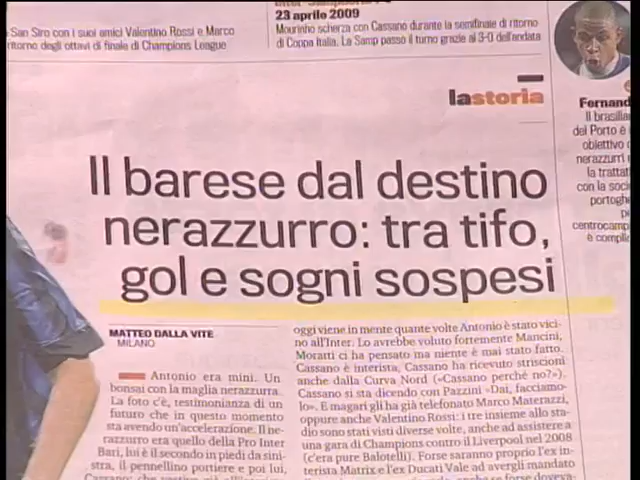 San Siro con i suoi amici Valentino Rossi e Marco
ritorno degli ottavi di finale di Champions League
23 aprile 2009
Mourinho scherza con Cassano durante la semifinale di ritorno
di Coppa Italia. La Samp passò il turno grazie al 3-0 dell'andata
lastoria
Il barese dal destino
nerazzurro: tra tifo,
gol e sogni sospesi
MATTEO DALLA VITE
MILANO
Antonio era mini. Un
bonsai con la maglia nerazzurra.
La foto c'è, testimonianza di un
futuro che in questo momento
sta avendo un'accelerazione. Il ne-
razzurro era quello della Pro Inter
Bari, lui è il secondo in piedi da si-
nistra, il pennellino portiere e poi lui,
oggi viene in mente quante volte Antonio è stato vici-
no all'Inter. Lo avrebbe voluto fortemente Mancini,
Moratti ci ha pensato ma niente è mai stato fatto.
Cassano è interista, Cassano ha ricevuto striscioni
anche dalla Curva Nord («Cassano perché no?»).
Cassano si sta dicendo con Pazzini «Dai, facciamo-
lo». E magari gli ha già telefonato Marco Materazzi,
oppure anche Valentino Rossi: i tre insieme allo sta-
dio sono stati visti diverse volte, anche ad assistere a
una gara di Champions contro il Liverpool nel 2008
(c'era pure Balotelli). Forse saranno proprio l'ex in-
terista Matrix e l'ex Ducati Vale ad avergli mandato
Fernand
Il brasilia
del Porto è
obiettivo
nerazzurri
la trattat
con la soci
portogh
centrocamp
è compli